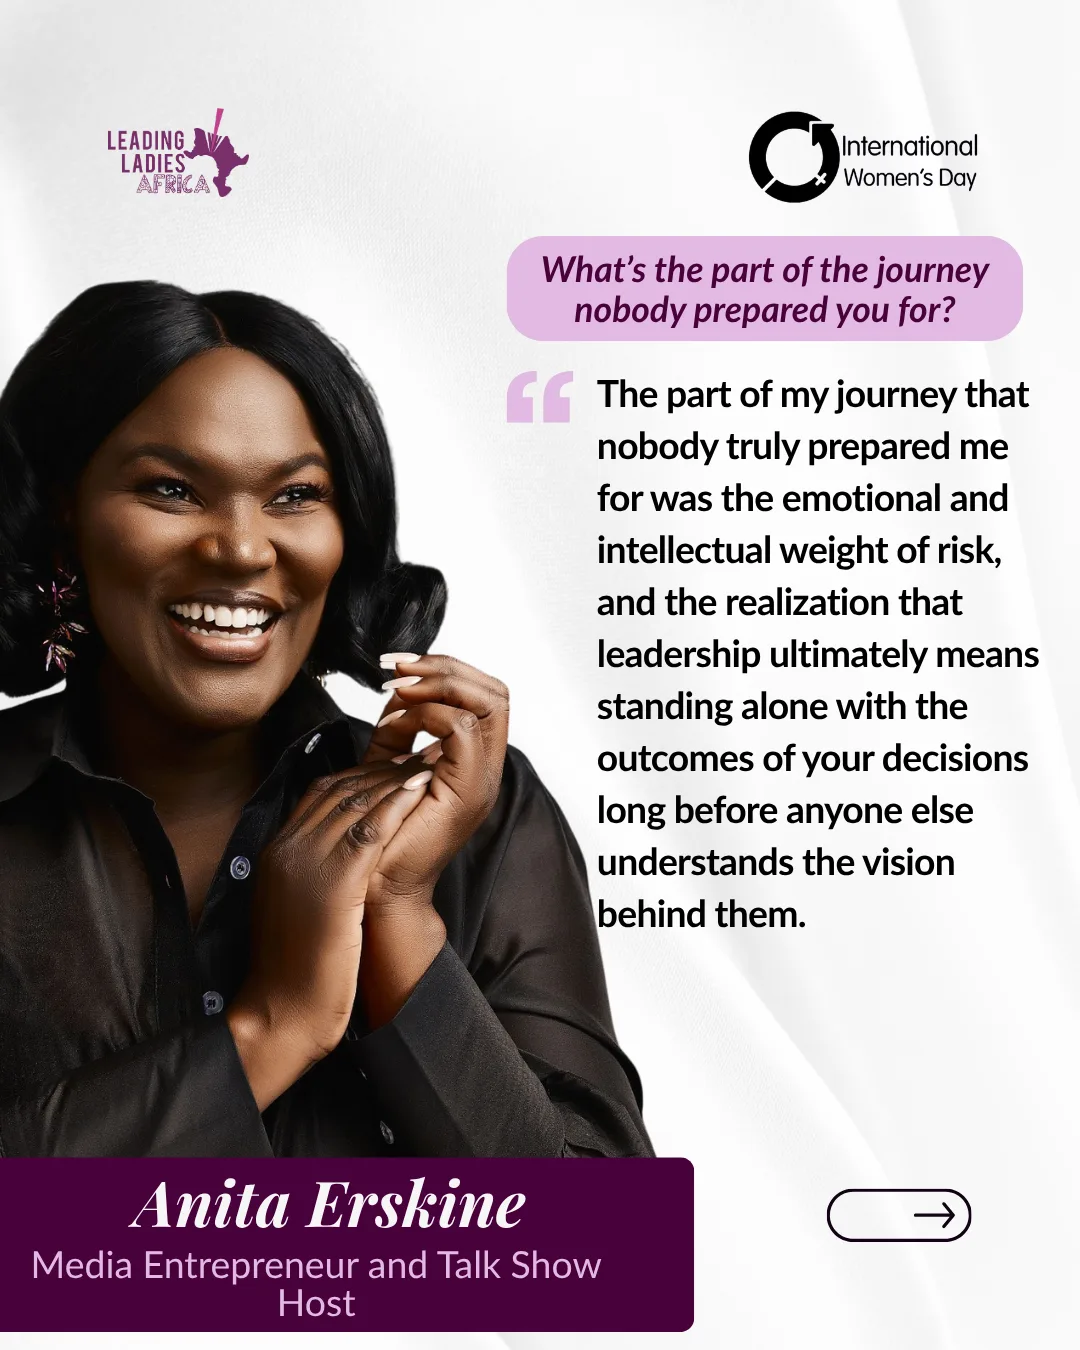 LEADING
LADIES
AFRICA
International
Women's Day
What's the part of the journey
nobody prepared you for?
“
The part of my journey that
nobody truly prepared me
for was the emotional and
intellectual weight of risk,
and the realization that
leadership ultimately means
standing alone with the
outcomes of your decisions
long before anyone else
understands the vision
behind them.
Anita Erskine
Media Entrepreneur and Talk Show
Host